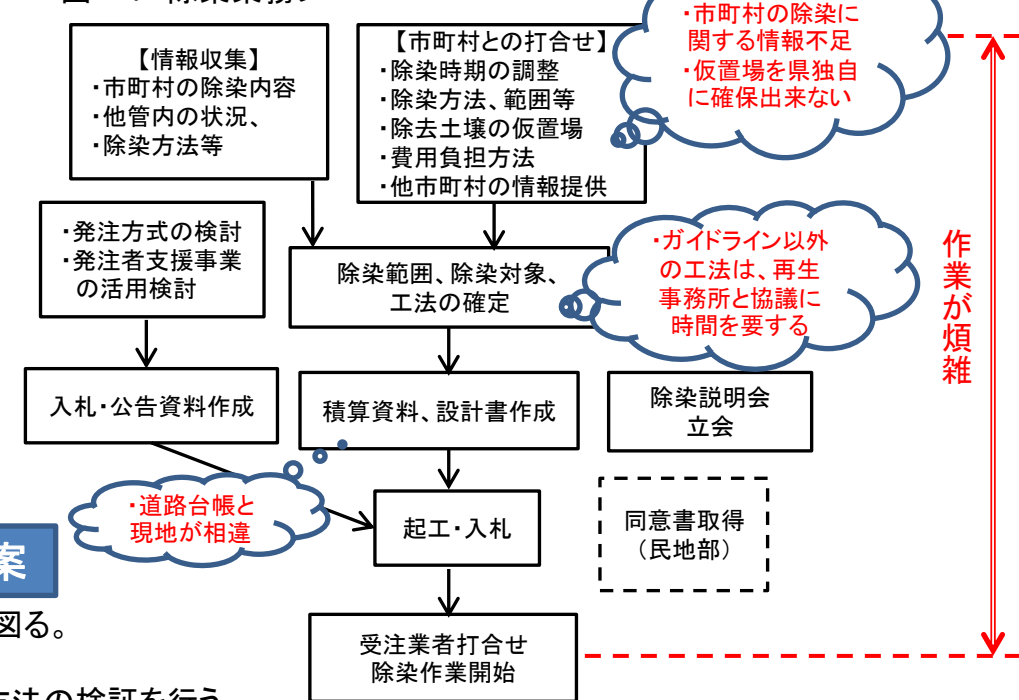 【情報収集】
・市町村の除染内容
・他管内の状況、
・除染方法等
【市町村との打合せ】
・除染時期の調整
・除染方法、範囲等
・除去土壌の仮置場
・費用負担方法
・他市町村の情報提供
・市町村の除染に
関する情報不足
・仮置場を県独自
に確保出来ない
・発注方式の検討
・発注者支援事業
の活用検討
除染範囲、除染対象、
工法の確定
・ガイドライン以外
の工法は、再生
事務所と協議に
時間を要する
作業が煩雑
入札・公告資料作成
積算資料、設計書作成
除染説明会
立会
・道路台帳と
現地が相違
起工・入札
同意書取得
（民地部）
案
図る。
受注業者打合せ
除染作業開始
法の検証を行う